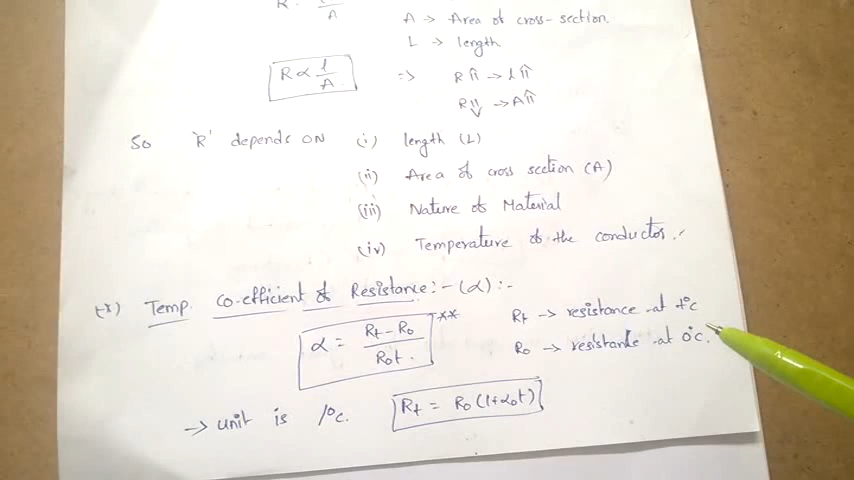 A → Area of cross-section.
L → length
R ∝ l/A ⇒ R⇑ → l⇑
R⇓ → A⇑
So 'R' depends ON (i) length (L)
(ii) Area of cross section (A)
(iii) Nature of Material
(iv) Temperature of the conductor.
(*) Temp. Co-efficient of Resistance:- (α) :-
α = (Rt - R0)/(R0t) ** Rt → resistance at t°c
R0 → resistance at 0°c.
→ unit is /°c. Rt = R0(1+α0t)